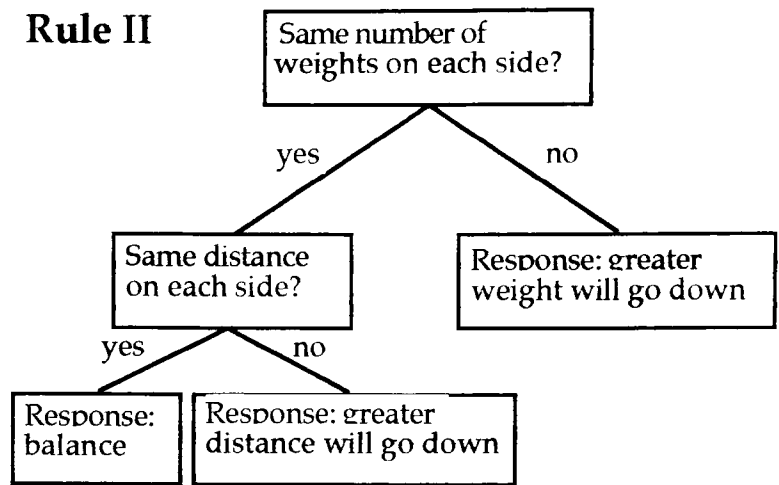 Rule II
Same number of
weights on each side?
yes
no
Same distance
on each side?
Response: greater
weight will go down
yes
no
Response:
balance
Response: greater
distance will go down